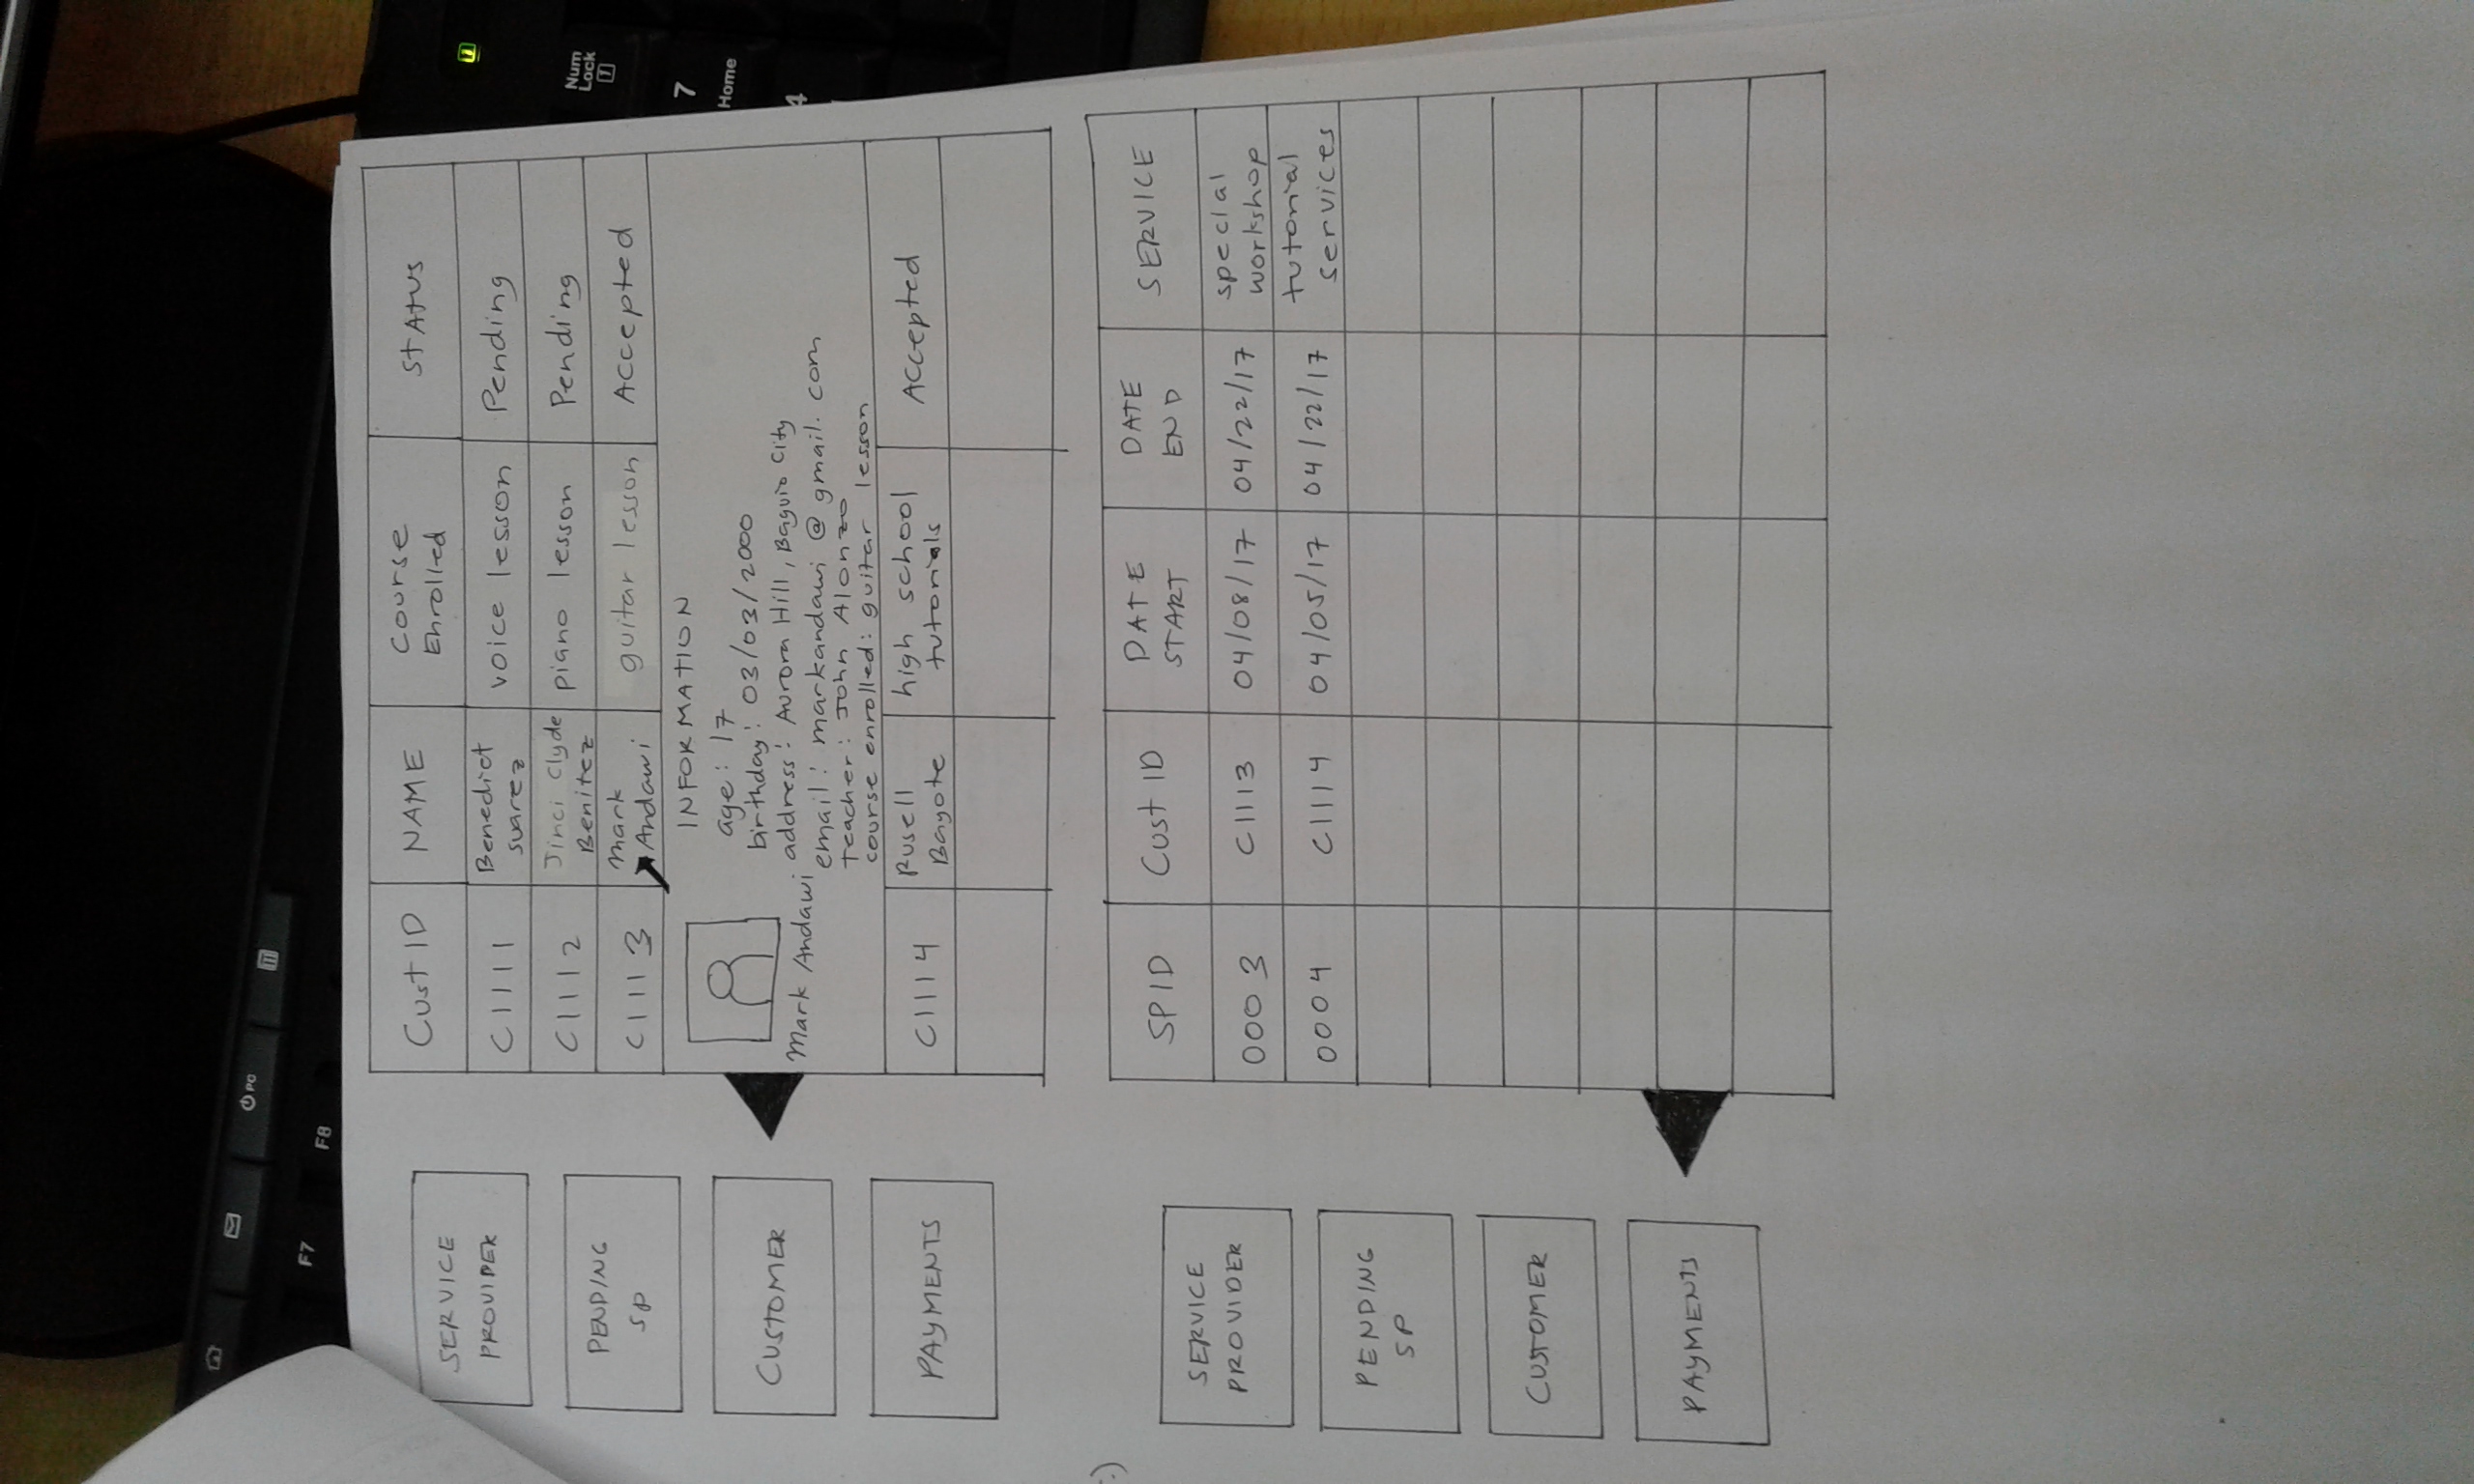 PC
F7
F8
Num
Lock
1
7
Home
4
SERVICE
PROVIDER
PENDING
SP
CUSTOMER
PAYMENTS
Cust ID NAME Course Enrolled STATUS
C1111 Benedict Suarez voice lesson Pending
C1112 Jinci Clyde Benitez piano lesson Pending
C1113 Mark Andawi guitar lesson Accepted
INFORMATION
age: 17
birthday: 03/03/2000
Mark Andawi
address: Aurora Hill, Baguio City
email: markandawi@gmail.com
Teacher: John Alonzo
course enrolled: guitar lesson
C1114 Rusell Bayote high school tutorials Accepted
:)
SERVICE
PROVIDER
PENDING
SP
CUSTOMER
PAYMENTS
SPID Cust ID DATE START DATE END SERVICE
0003 C1113 04/08/17 04/22/17 special workshop
0004 C1114 04/05/17 04/22/17 tutorial services